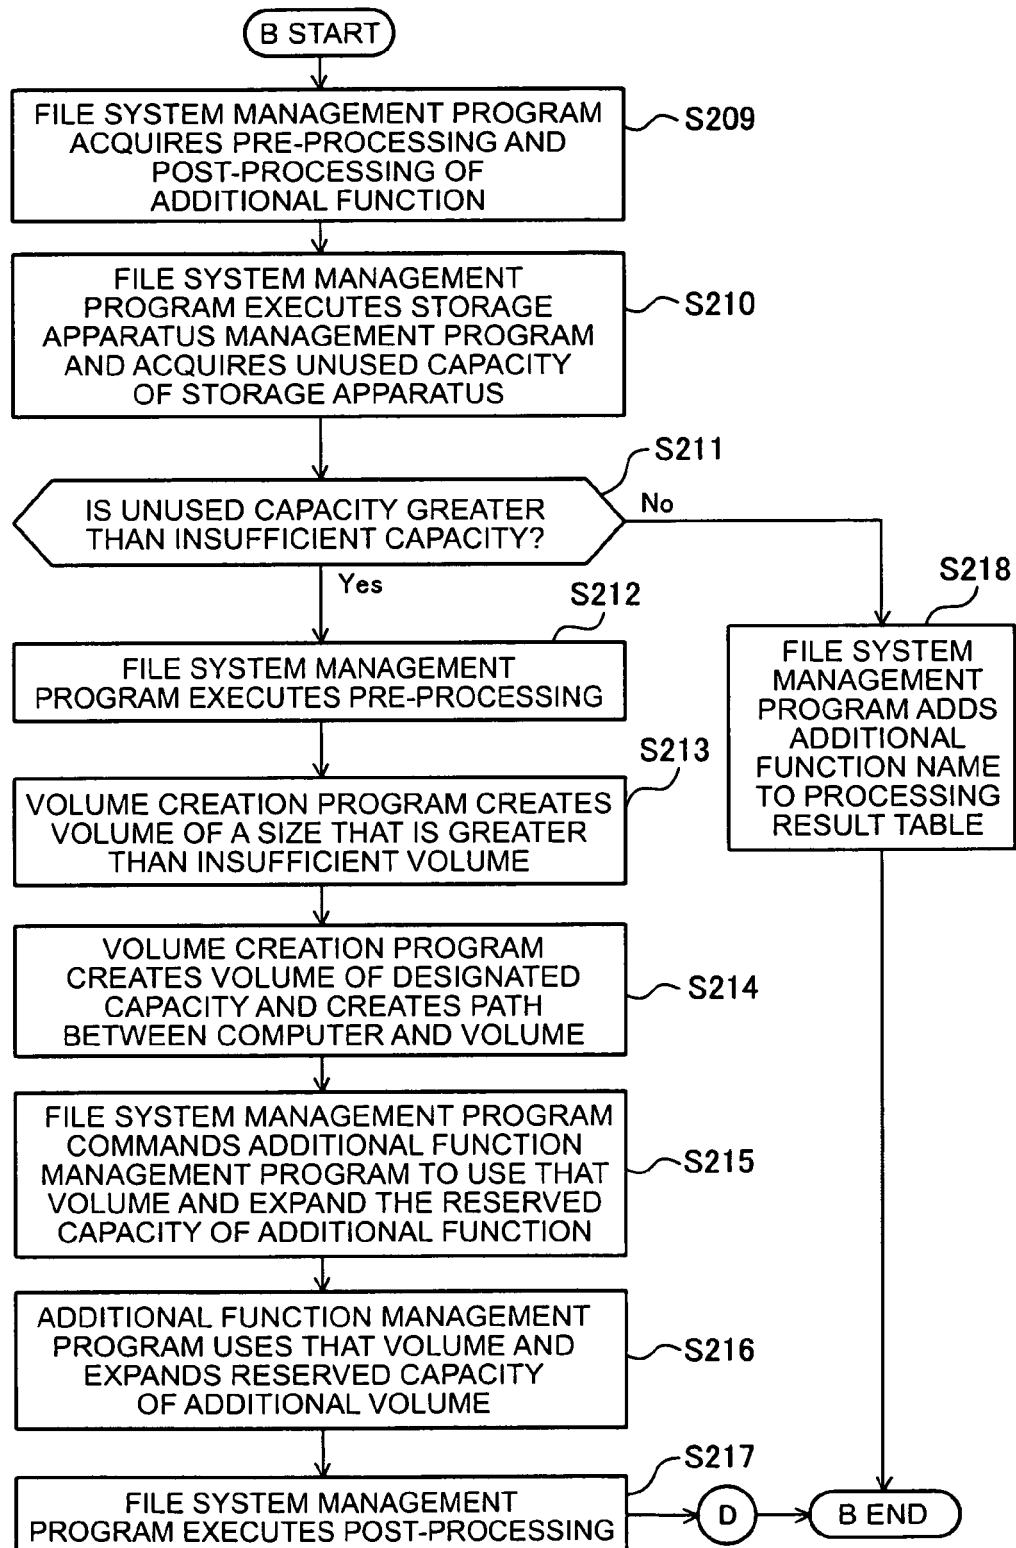 B START
FILE SYSTEM MANAGEMENT PROGRAM
ACQUIRES PRE-PROCESSING AND
POST-PROCESSING OF
ADDITIONAL FUNCTION
S209
FILE SYSTEM MANAGEMENT
PROGRAM EXECUTES STORAGE
APPARATUS MANAGEMENT PROGRAM
AND ACQUIRES UNUSED CAPACITY
OF STORAGE APPARATUS
S210
S211
IS UNUSED CAPACITY GREATER
THAN INSUFFICIENT CAPACITY?
No
Yes
S212
FILE SYSTEM MANAGEMENT
PROGRAM EXECUTES PRE-PROCESSING
S218
FILE SYSTEM
MANAGEMENT
PROGRAM ADDS
ADDITIONAL
FUNCTION NAME
TO PROCESSING
RESULT TABLE
S213
VOLUME CREATION PROGRAM CREATES
VOLUME OF A SIZE THAT IS GREATER
THAN INSUFFICIENT VOLUME
VOLUME CREATION PROGRAM
CREATES VOLUME OF DESIGNATED
CAPACITY AND CREATES PATH
BETWEEN COMPUTER AND VOLUME
S214
FILE SYSTEM MANAGEMENT PROGRAM
COMMANDS ADDITIONAL FUNCTION
MANAGEMENT PROGRAM TO USE THAT
VOLUME AND EXPAND THE RESERVED
CAPACITY OF ADDITIONAL FUNCTION
S215
ADDITIONAL FUNCTION MANAGEMENT
PROGRAM USES THAT VOLUME AND
EXPANDS RESERVED CAPACITY
OF ADDITIONAL VOLUME
S216
S217
FILE SYSTEM MANAGEMENT
PROGRAM EXECUTES POST-PROCESSING
D
B END